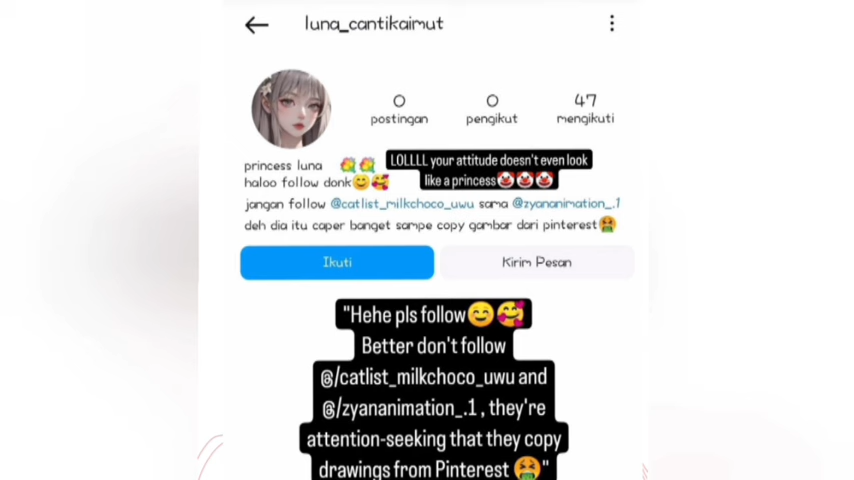 luna_cantikaimut
0 0 47
postingan pengikut mengikuti
princess luna 💐💐
LOLLLL your attitude doesn't even look
like a princess🤡🤡🤡
haloo follow donk😊🥰
jangan follow @catlist_milkchoco_uwu sama @zyananimation_.1
deh dia itu caper banget sampe copy gambar dari pinterest🤮
Ikuti Kirim Pesan
"Hehe pls follow😊🥰
Better don't follow
@/catlist_milkchoco_uwu and
@/zyananimation_.1 , they're
attention-seeking that they copy
drawings from Pinterest 🤮"